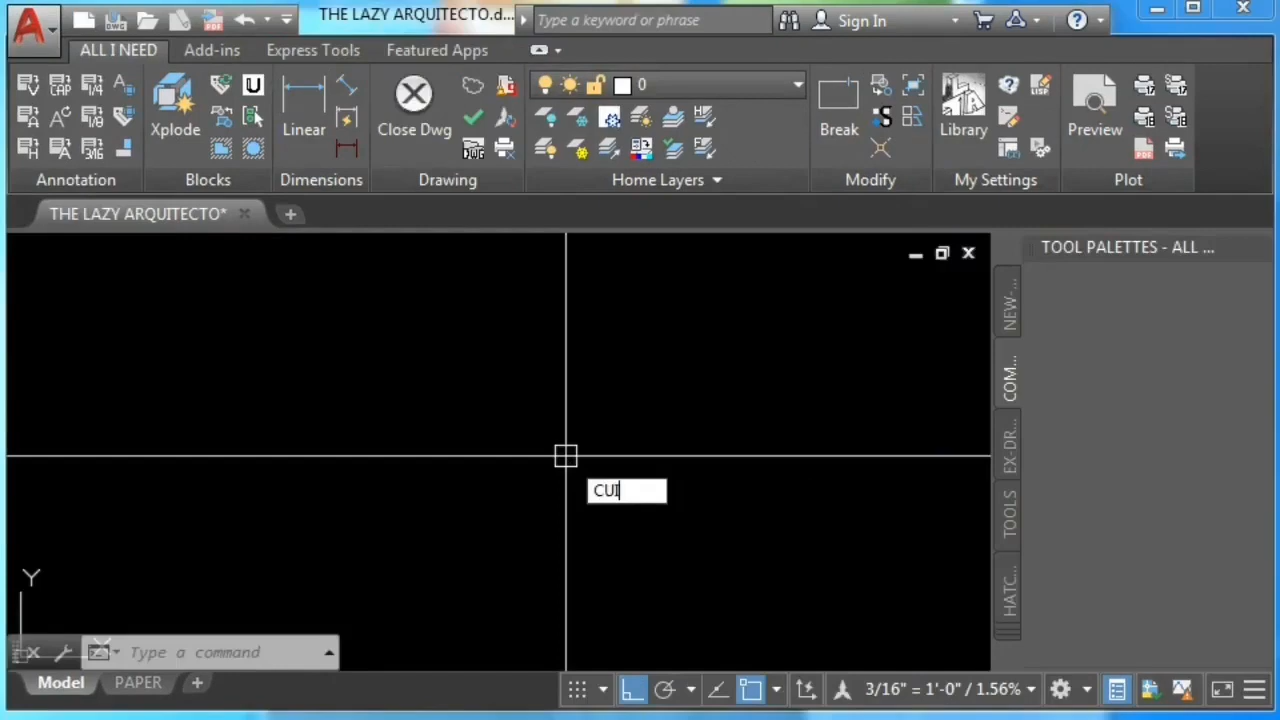 THE LAZY ARQUITECTO.d...
Type a keyword or phrase
Sign In
ALL I NEED
Add-ins
Express Tools
Featured Apps
Xplode
Linear
Close Dwg
0
Break
Library
Preview
Annotation
Blocks
Dimensions
Drawing
Home Layers
Modify
My Settings
Plot
THE LAZY ARQUITECTO*
TOOL PALETTES - ALL ...
NEW-...
COM...
EX-DR...
TOOLS
HATC...
CUI
Y
Type a command
Model
PAPER
3/16" = 1'-0" / 1.56%